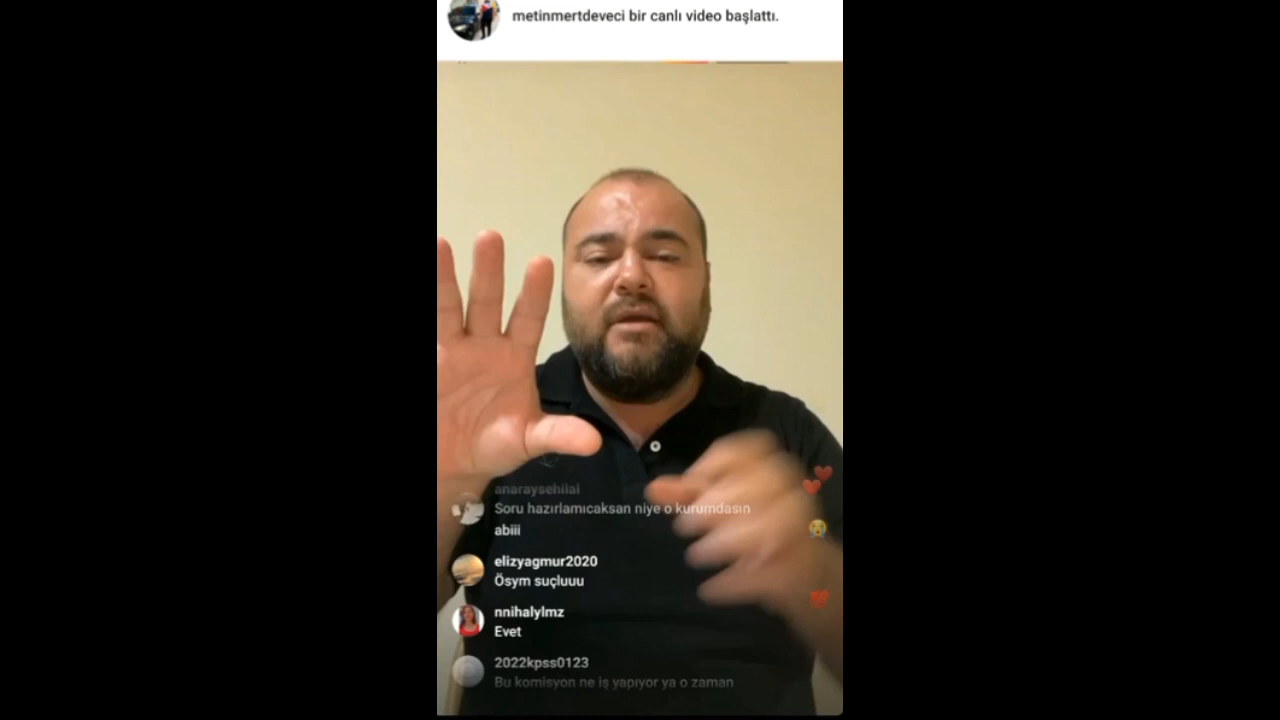 metinmertdeveci bir canlı video başlattı.
anaraysehilal
Soru hazırlamıcaksan niye o kurumdasın
abiii
elizyagmur2020
Ösym suçluuu
nnihalylmz
Evet
2022kpss0123
Bu komisyon ne iş yapıyor ya o zaman